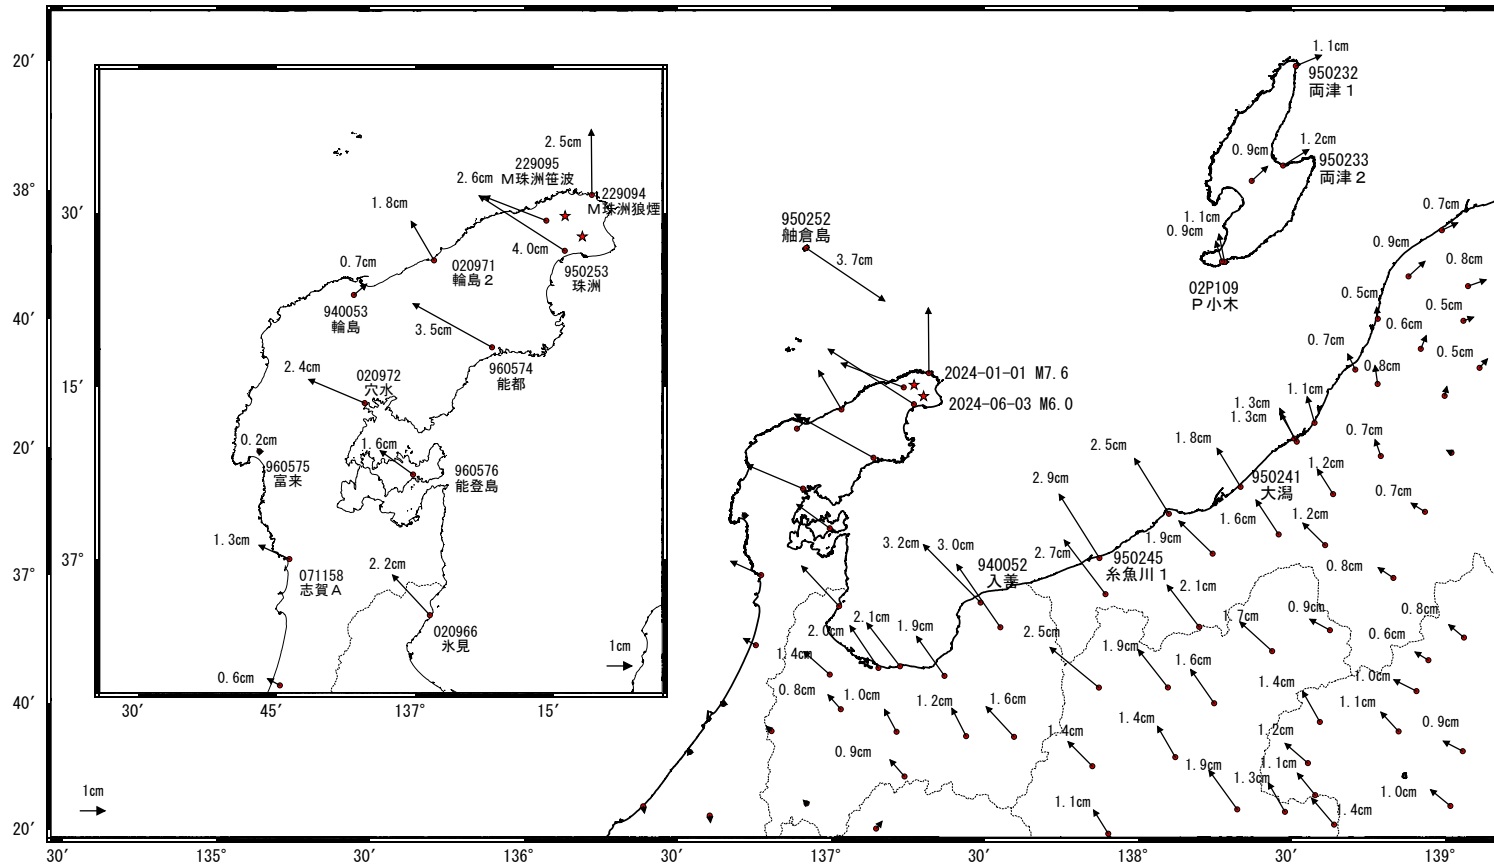 20′
38°
40′
20′
37°
40′
20′
30′
135°
30′
136°
30′
137°
30′
138°
30′
139°
30′
15′
37°
30′
45′
137°
15′
2.5cm
229095
M珠洲笹波
2.6cm
229094
M珠洲狼煙
1.8cm
4.0cm
950253
珠洲
020971
輪島2
0.7cm
940053
輪島
3.5cm
960574
能都
2.4cm
020972
穴水
0.2cm
960575
富来
1.6cm
960576
能登島
1.3cm
071158
志賀A
2.2cm
020966
氷見
0.6cm
1cm
1cm
1.1cm
950232
両津1
1.2cm
0.9cm
950233
両津2
1.1cm
0.9cm
02P109
P小木
950252
舳倉島
3.7cm
2024-01-01 M7.6
2024-06-03 M6.0
0.7cm
0.9cm
0.8cm
0.5cm
0.5cm
0.6cm
0.7cm
0.5cm
0.8cm
1.1cm
1.3cm
1.3cm
0.7cm
1.8cm
2.5cm
950241
大潟
1.2cm
2.9cm
0.7cm
1.6cm
1.2cm
1.9cm
3.2cm
3.0cm
2.7cm
950245
糸魚川1
940052
入善
0.8cm
2.1cm
0.9cm
0.8cm
1.7cm
2.1cm
2.0cm
1.9cm
2.5cm
0.6cm
1.4cm
1.9cm
1.6cm
1.0cm
0.8cm
1.0cm
1.2cm
1.6cm
1.4cm
1.1cm
1.4cm
1.4cm
1.2cm
0.9cm
0.9cm
1.9cm
1.1cm
1.3cm
1.0cm
1.1cm
1.4cm